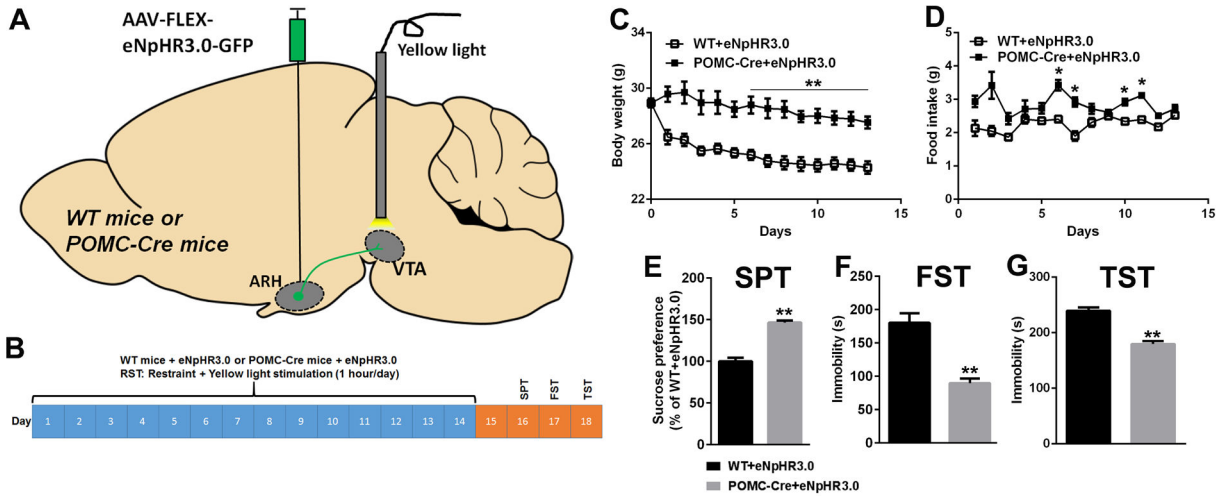 A
AAV-FLEX-
eNpHR3.0-GFP
Yellow light
WT mice or
POMC-Cre mice
ARH
VTA
B
WT mice + eNpHR3.0 or POMC-Cre mice + eNpHR3.0
RST: Restraint + Yellow light stimulation (1 hour/day)
SPT
FST
TST
Day 1 2 3 4 5 6 7 8 9 10 11 12 13 14 15 16 17 18
C
WT+eNpHR3.0
POMC-Cre+eNpHR3.0
**
Body weight (g)
34
30
26
22
0 5 10 15
Days
D
WT+eNpHR3.0
POMC-Cre+eNpHR3.0
* * * *
Food intake (g)
5
4
3
2
1
0
0 5 10 15
Days
E
SPT
**
Sucrose preference
(% of WT+eNpHR3.0)
200
150
100
50
0
F
FST
**
Immobility (s)
250
200
150
100
50
0
G
TST
**
Immobility (s)
300
200
100
0
WT+eNpHR3.0
POMC-Cre+eNpHR3.0